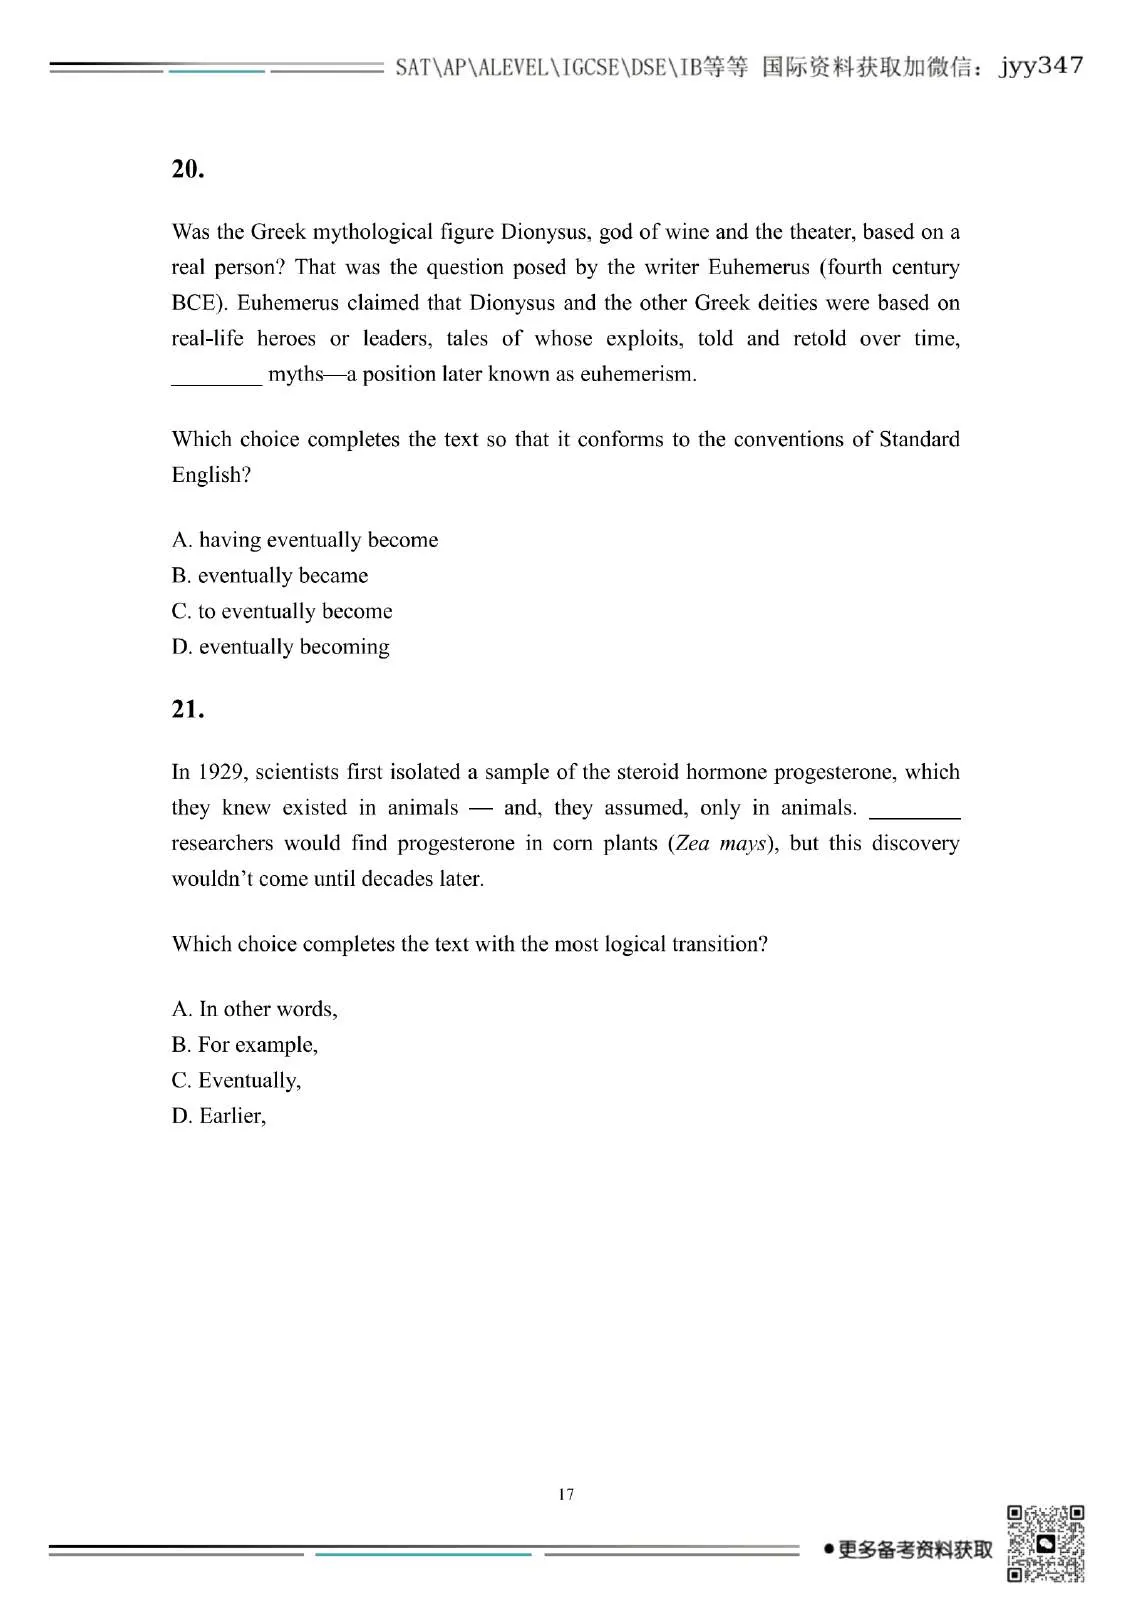 SAT\AP\ALEVEL\IGCSE\DSE\IB等等 国际资料获取加微信：jyy347
20.
Was the Greek mythological figure Dionysus, god of wine and the theater, based on a
real person? That was the question posed by the writer Euhemerus (fourth century
BCE). Euhemerus claimed that Dionysus and the other Greek deities were based on
real-life heroes or leaders, tales of whose exploits, told and retold over time,
________ myths—a position later known as euhemerism.
Which choice completes the text so that it conforms to the conventions of Standard
English?
A. having eventually become
B. eventually became
C. to eventually become
D. eventually becoming
21.
In 1929, scientists first isolated a sample of the steroid hormone progesterone, which
they knew existed in animals — and, they assumed, only in animals. ________
researchers would find progesterone in corn plants (Zea mays), but this discovery
wouldn’t come until decades later.
Which choice completes the text with the most logical transition?
A. In other words,
B. For example,
C. Eventually,
D. Earlier,
17
●更多备考资料获取